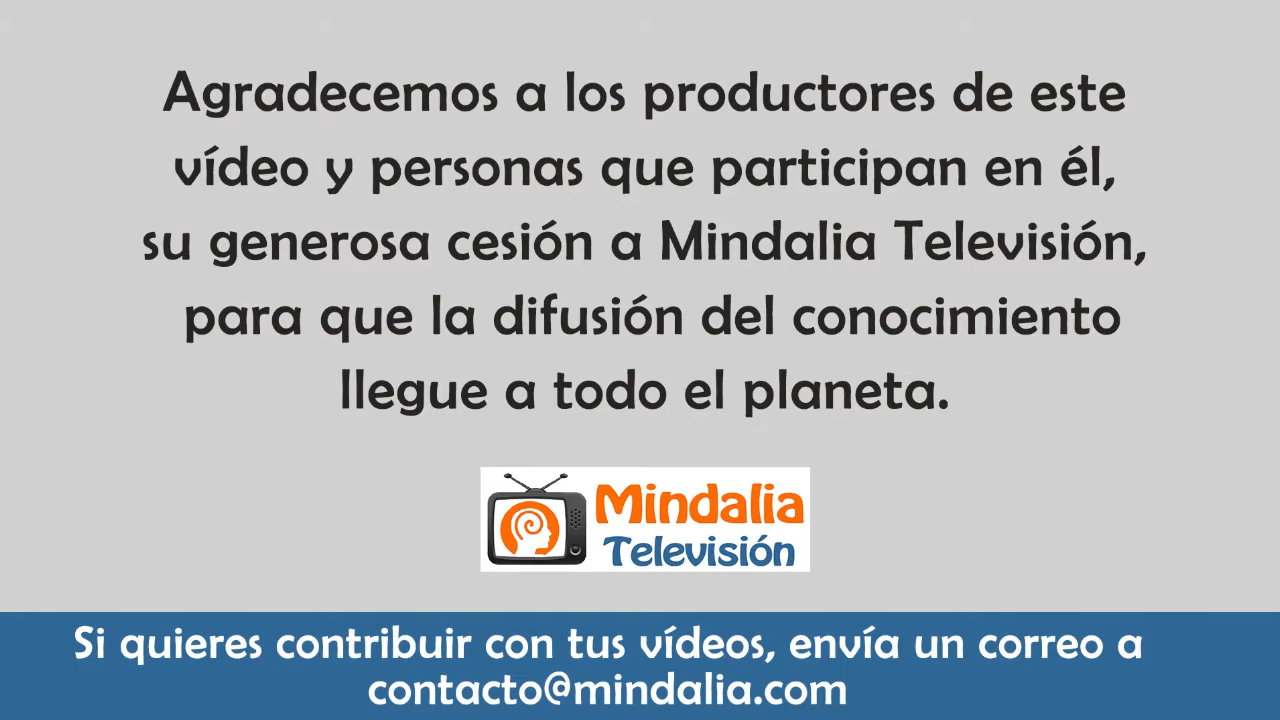 Agradecemos a los productores de este
vídeo y personas que participan en él,
su generosa cesión a Mindalia Televisión,
para que la difusión del conocimiento
llegue a todo el planeta.
Mindalia
Televisión
Si quieres contribuir con tus vídeos, envía un correo a
contacto@mindalia.com